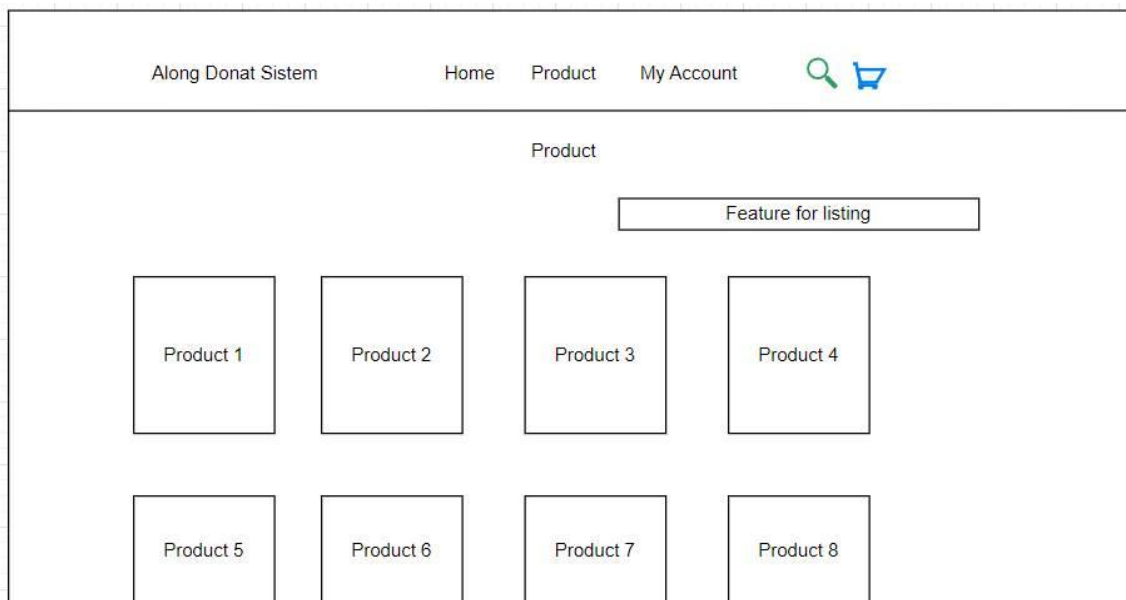 Along Donat Sistem Home Product My Account
Product
Feature for listing
Product 1 Product 2 Product 3 Product 4
Product 5 Product 6 Product 7 Product 8